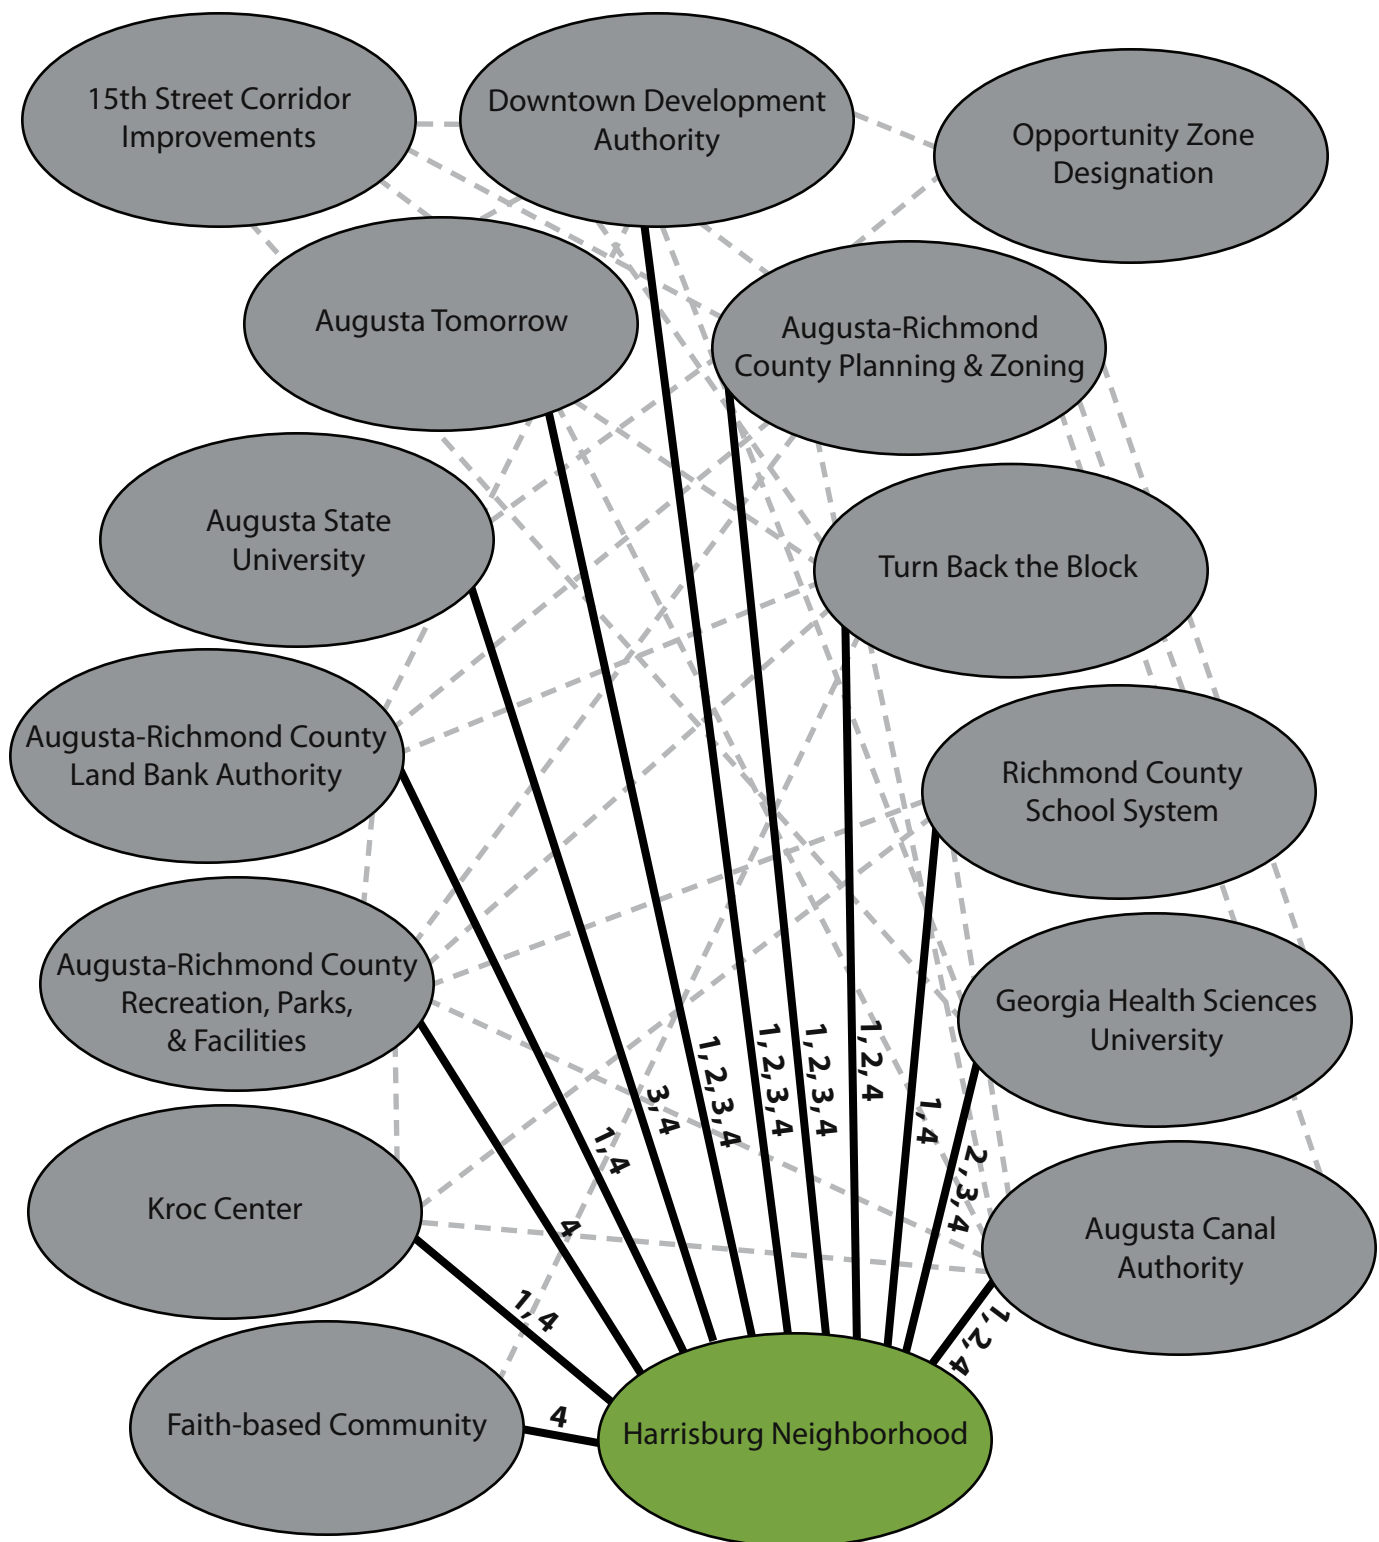 15th Street Corridor
Improvements
Downtown Development
Authority
Opportunity Zone
Designation
Augusta Tomorrow
Augusta-Richmond
County Planning & Zoning
Augusta State
University
Turn Back the Block
Augusta-Richmond County
Land Bank Authority
Richmond County
School System
Augusta-Richmond County
Recreation, Parks,
& Facilities
Georgia Health Sciences
University
Kroc Center
Augusta Canal
Authority
Faith-based Community
Harrisburg Neighborhood
4
1, 4
4
1, 4
3, 4
1, 2, 3, 4
1, 2, 3, 4
1, 2, 3, 4
1, 2, 4
1, 4
2, 3, 4
1, 2, 4